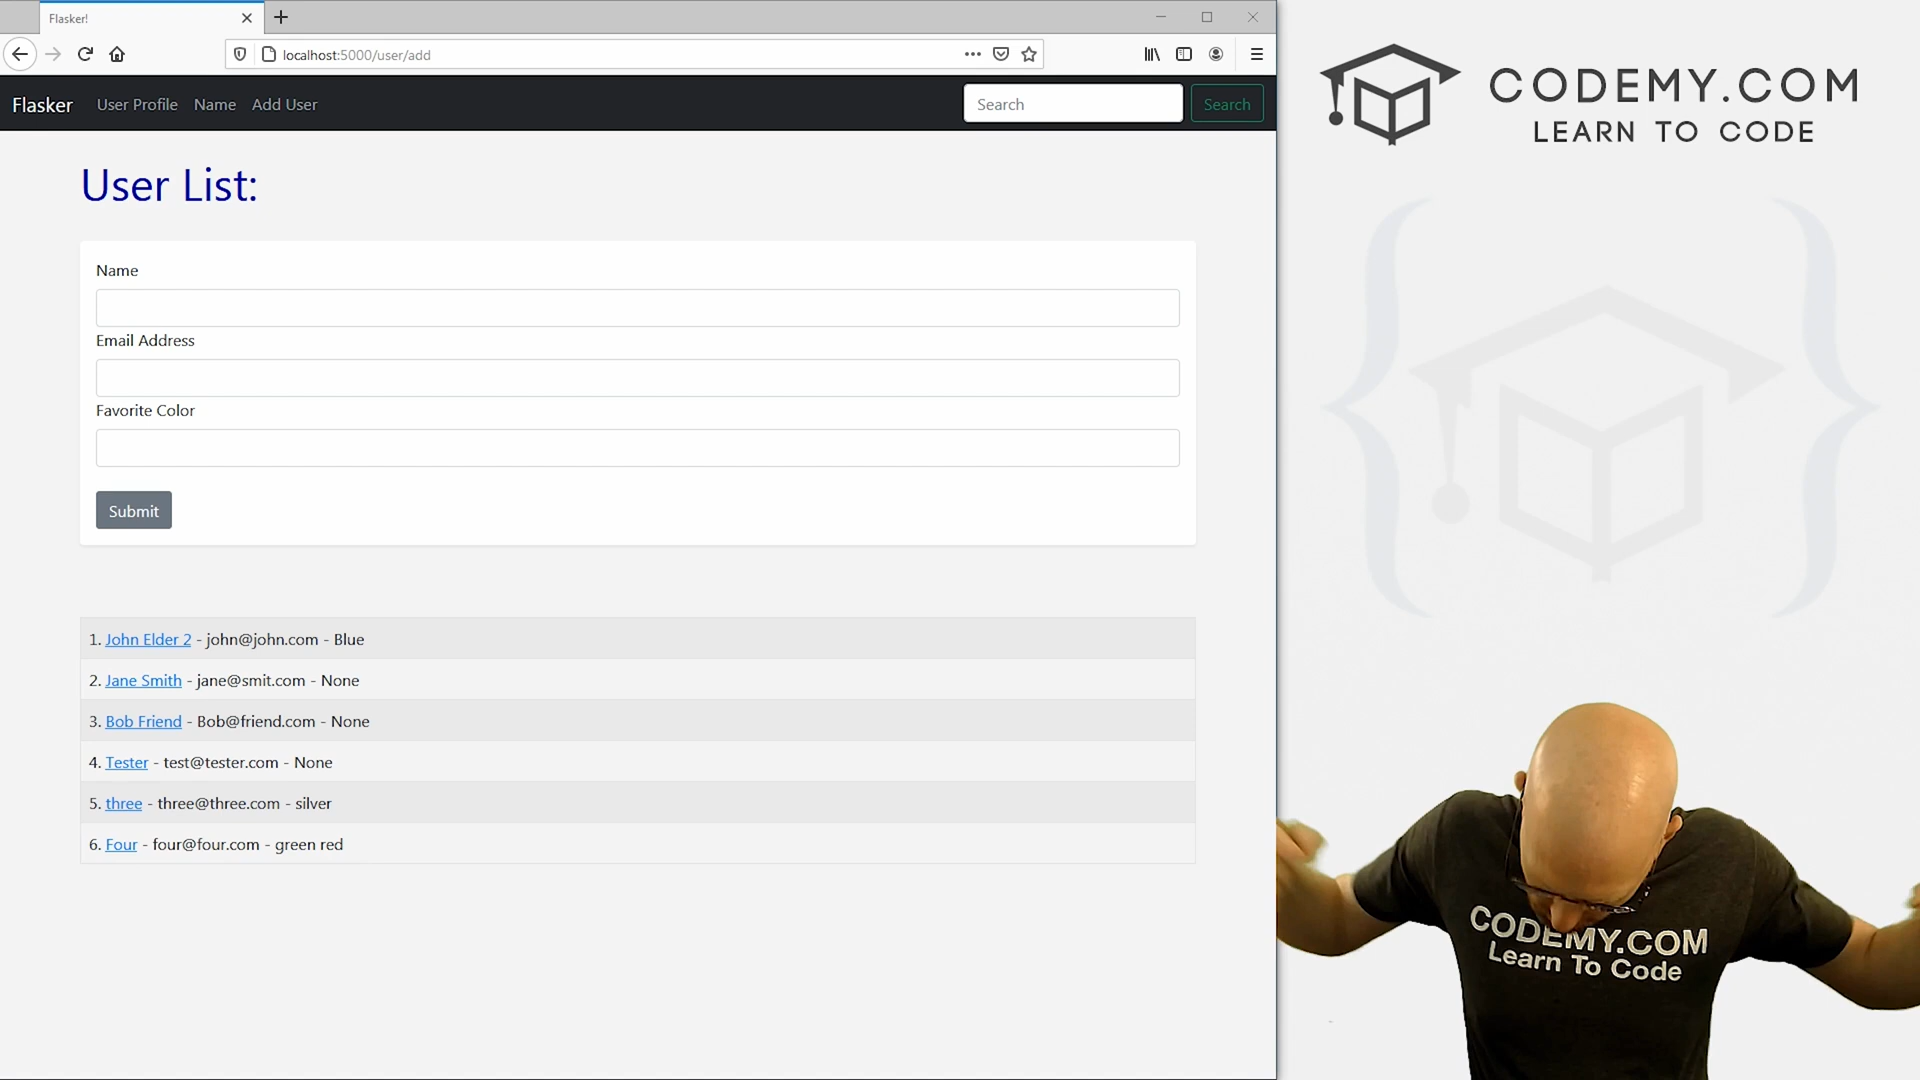 Flasker!
localhost:5000/user/add
Flasker User Profile Name Add User Search Search
User List:
Name
Email Address
Favorite Color
Submit
1. John Elder 2 - john@john.com - Blue
2. Jane Smith - jane@smit.com - None
3. Bob Friend - Bob@friend.com - None
4. Tester - test@tester.com - None
5. three - three@three.com - silver
6. Four - four@four.com - green red
CODEMY.COM
LEARN TO CODE
CODEMY.COM
Learn To Code